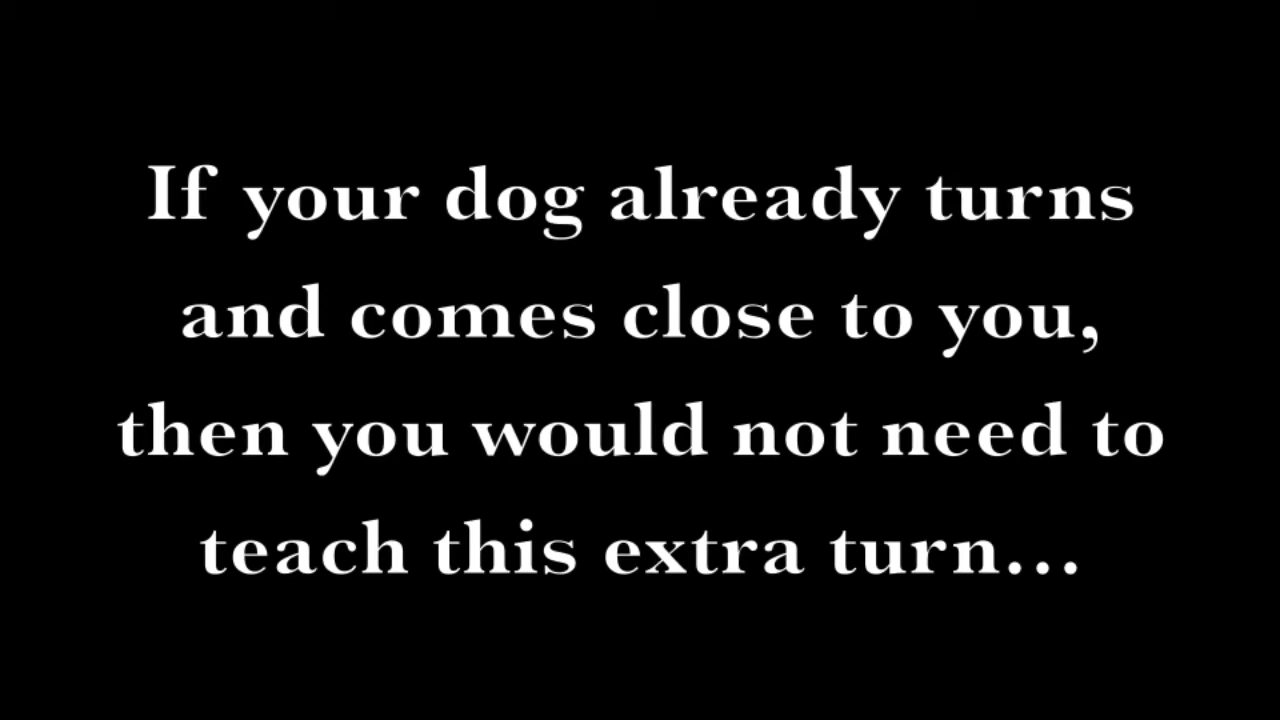 If your dog already turns
and comes close to you,
then you would not need to
teach this extra turn...